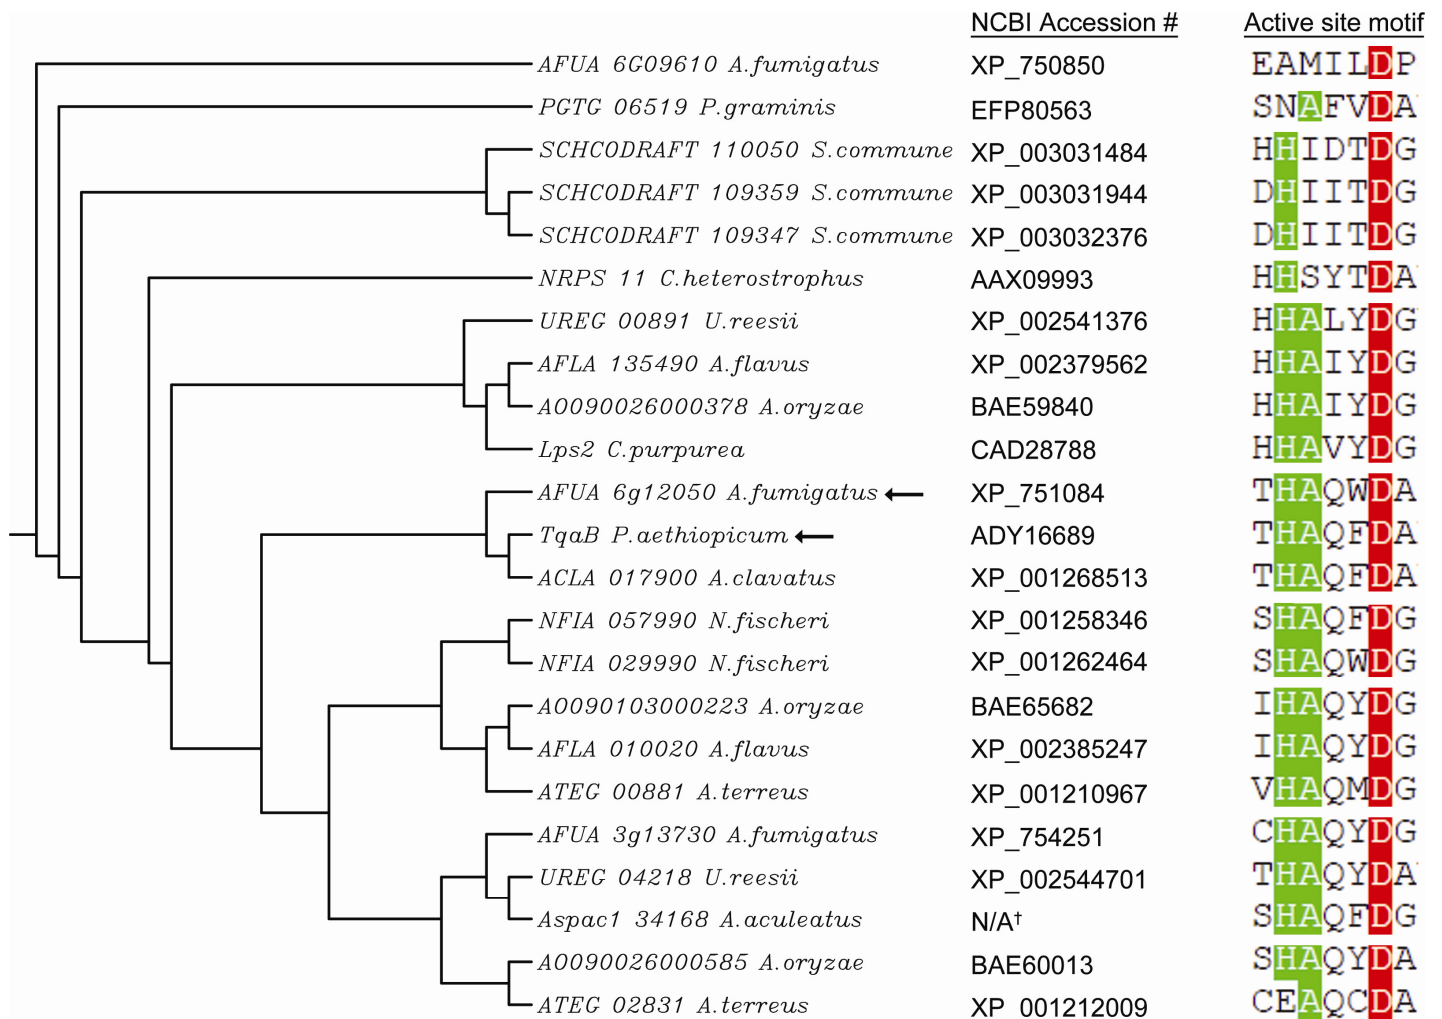 NCBI Accession # Active site motif
AFUA 6G09610 A.fumigatus XP_750850 EAMILDP
PGTG 06519 P.graminis EFP80563 SNAFVDA
SCHCODRAFT 110050 S.commune XP_003031484 HHIDTDG
SCHCODRAFT 109359 S.commune XP_003031944 DHIITDG
SCHCODRAFT 109347 S.commune XP_003032376 DHIITDG
NRPS 11 C.heterostrophus AAX09993 HHSYTDA
UREG 00891 U.reesii XP_002541376 HHALYDG
AFLA 135490 A.flavus XP_002379562 HHAIYDG
AO090026000378 A.oryzae BAE59840 HHAIYDG
Lps2 C.purpurea CAD28788 HHAVYDG
AFUA 6g12050 A.fumigatus XP_751084 THAQWDA
TqaB P.aethiopicum ADY16689 THAQFDA
ACLA 017900 A.clavatus XP_001268513 THAQFDA
NFIA 057990 N.fischeri XP_001258346 SHAQFDG
NFIA 029990 N.fischeri XP_001262464 SHAQWDG
AO090103000223 A.oryzae BAE65682 IHAQYDG
AFLA 010020 A.flavus XP_002385247 IHAQYDG
ATEG 00881 A.terreus XP_001210967 VHAQMDG
AFUA 3g13730 A.fumigatus XP_754251 CHAQYDG
UREG 04218 U.reesii XP_002544701 THAQYDA
Aspac1 34168 A.aculeatus N/A† SHAQFDG
AO090026000585 A.oryzae BAE60013 SHAQYDA
ATEG 02831 A.terreus XP_001212009 CEAQCDA